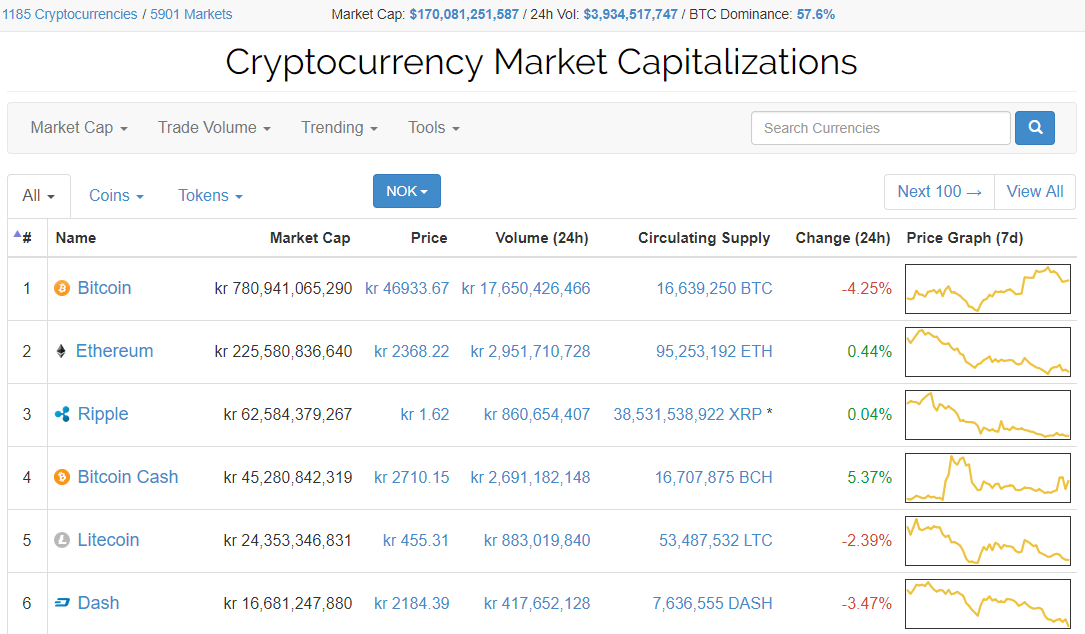 1185 Cryptocurrencies / 5901 Markets Market Cap: $170,081,251,587 / 24h Vol: $3,934,517,747 / BTC Dominance: 57.6%
Cryptocurrency Market Capitalizations
Market Cap Trade Volume Trending Tools Search Currencies
All Coins Tokens NOK Next 100 → View All
# Name Market Cap Price Volume (24h) Circulating Supply Change (24h) Price Graph (7d)
1 Bitcoin kr 780,941,065,290 kr 46933.67 kr 17,650,426,466 16,639,250 BTC -4.25%
2 Ethereum kr 225,580,836,640 kr 2368.22 kr 2,951,710,728 95,253,192 ETH 0.44%
3 Ripple kr 62,584,379,267 kr 1.62 kr 860,654,407 38,531,538,922 XRP * 0.04%
4 Bitcoin Cash kr 45,280,842,319 kr 2710.15 kr 2,691,182,148 16,707,875 BCH 5.37%
5 Litecoin kr 24,353,346,831 kr 455.31 kr 883,019,840 53,487,532 LTC -2.39%
6 Dash kr 16,681,247,880 kr 2184.39 kr 417,652,128 7,636,555 DASH -3.47%